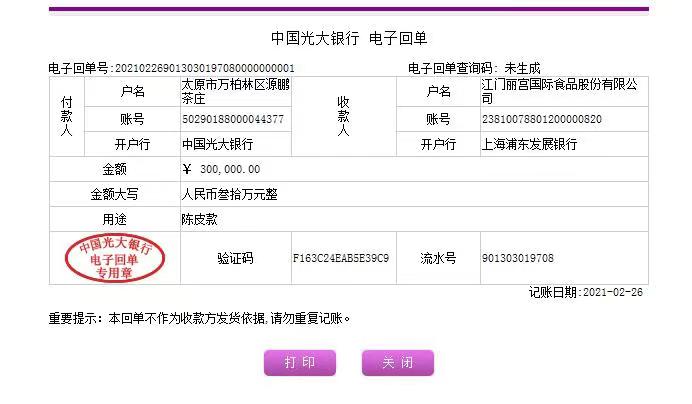 中国光大银行 电子回单
电子回单号:20210226901303019708000000001
电子回单查询码: 未生成
付款人
户名
太原市万柏林区源鹏
茶庄
收款人
户名
江门丽宫国际食品股份有限公
司
账号
50290188000044377
账号
23810078801200000820
开户行
中国光大银行
开户行
上海浦东发展银行
金额
￥ 300,000.00
金额大写
人民币叁拾万元整
用途
陈皮款
中国光大银行
电子回单
专用章
验证码
F163C24EAB5E39C9
流水号
901303019708
记账日期:2021-02-26
重要提示: 本回单不作为收款方发货依据,请勿重复记账。
打 印
关 闭